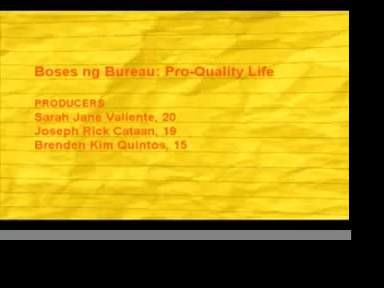 Boses ng Bureau: Pro-Quality Life
PRODUCERS
Sarah Jane Valiente, 20
Joseph Rick Cataan, 19
Brenden Kim Quintos, 15